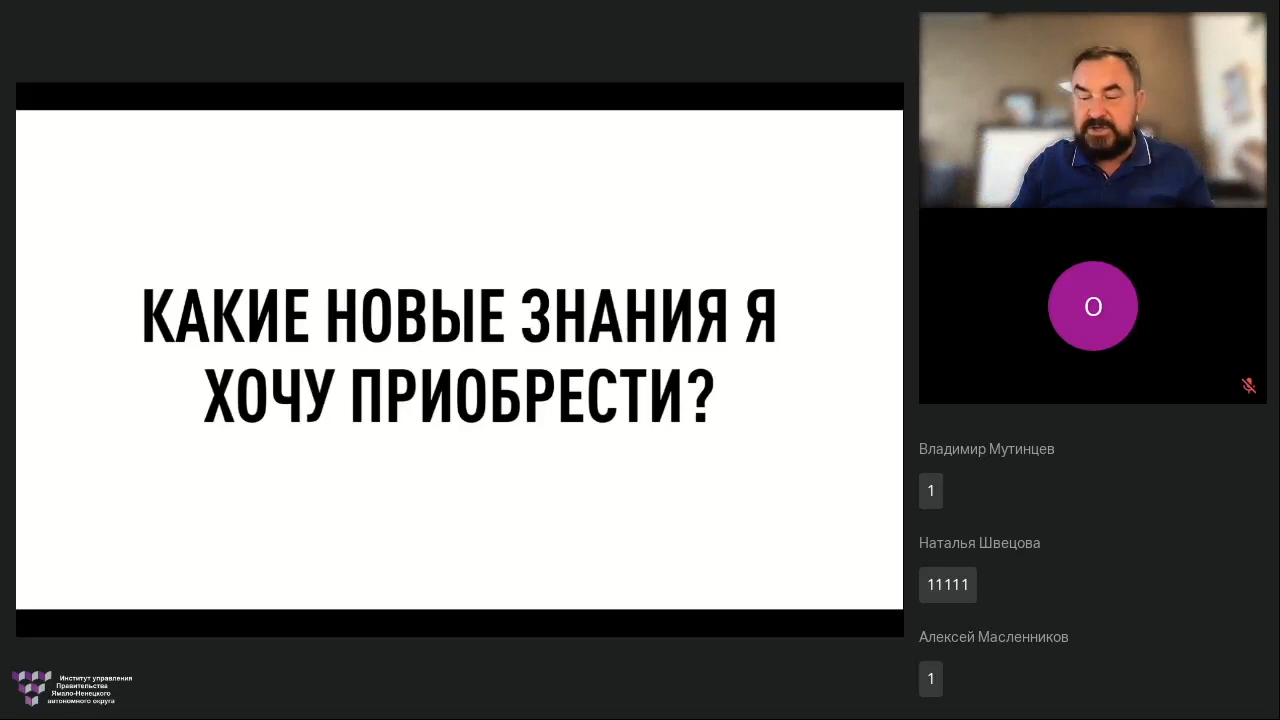 КАКИЕ НОВЫЕ ЗНАНИЯ Я
ХОЧУ ПРИОБРЕСТИ?
О
Владимир Мутинцев
1
Наталья Швецова
11111
Алексей Масленников
1
Институт управления
Правительства
Ямало-Ненецкого
автономного округа